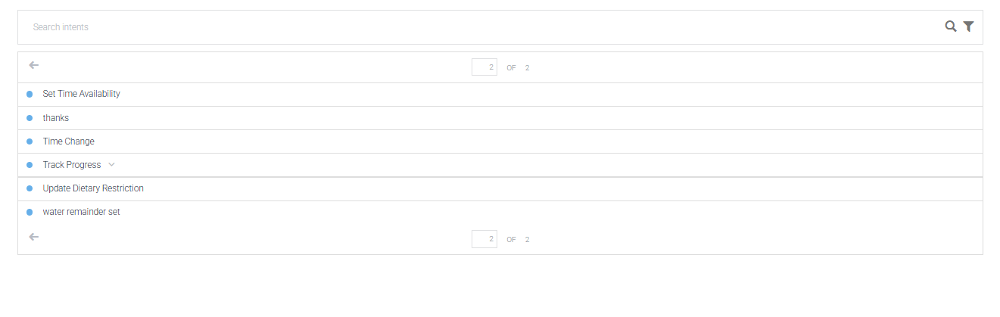 Search intents
2 OF 2
Set Time Availability
thanks
Time Change
Track Progress
Update Dietary Restriction
water remainder set
2 OF 2